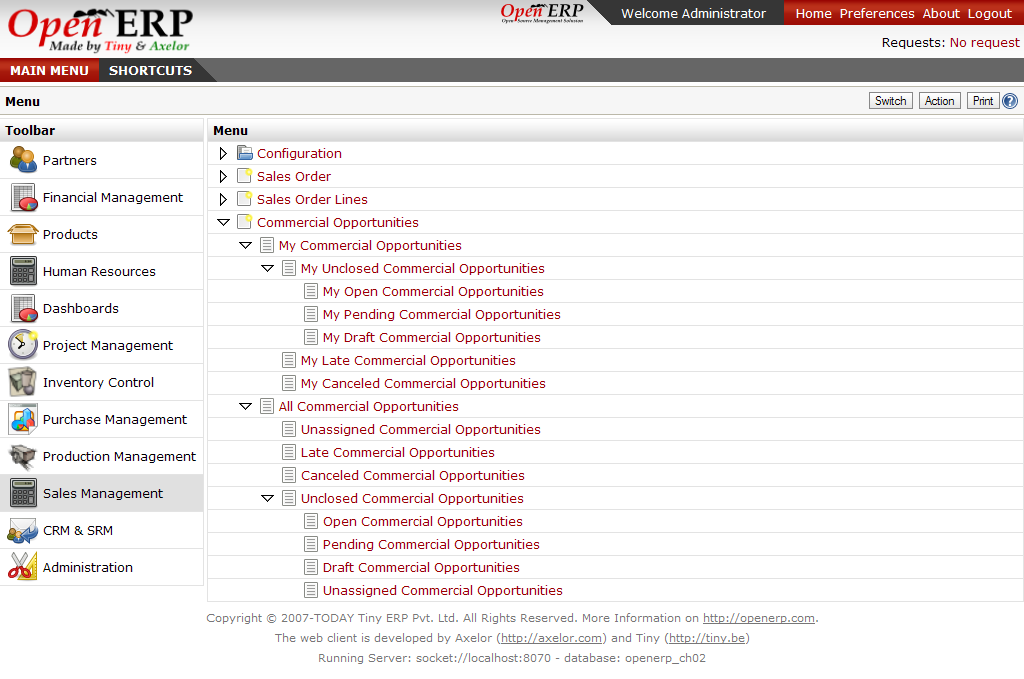 Open ERP
Made by Tiny & Axelor
Open ERP
Open Source Management Solution
Welcome Administrator
Home Preferences About Logout
Requests: No request
MAIN MENU SHORTCUTS
Menu
Switch Action Print ?
Toolbar
Partners
Financial Management
Products
Human Resources
Dashboards
Project Management
Inventory Control
Purchase Management
Production Management
Sales Management
CRM & SRM
Administration
Menu
Configuration
Sales Order
Sales Order Lines
Commercial Opportunities
My Commercial Opportunities
My Unclosed Commercial Opportunities
My Open Commercial Opportunities
My Pending Commercial Opportunities
My Draft Commercial Opportunities
My Late Commercial Opportunities
My Canceled Commercial Opportunities
All Commercial Opportunities
Unassigned Commercial Opportunities
Late Commercial Opportunities
Canceled Commercial Opportunities
Unclosed Commercial Opportunities
Open Commercial Opportunities
Pending Commercial Opportunities
Draft Commercial Opportunities
Unassigned Commercial Opportunities
Copyright © 2007-TODAY Tiny ERP Pvt. Ltd. All Rights Reserved. More Information on http://openerp.com.
The web client is developed by Axelor (http://axelor.com) and Tiny (http://tiny.be)
Running Server: socket://localhost:8070 - database: openerp_ch02